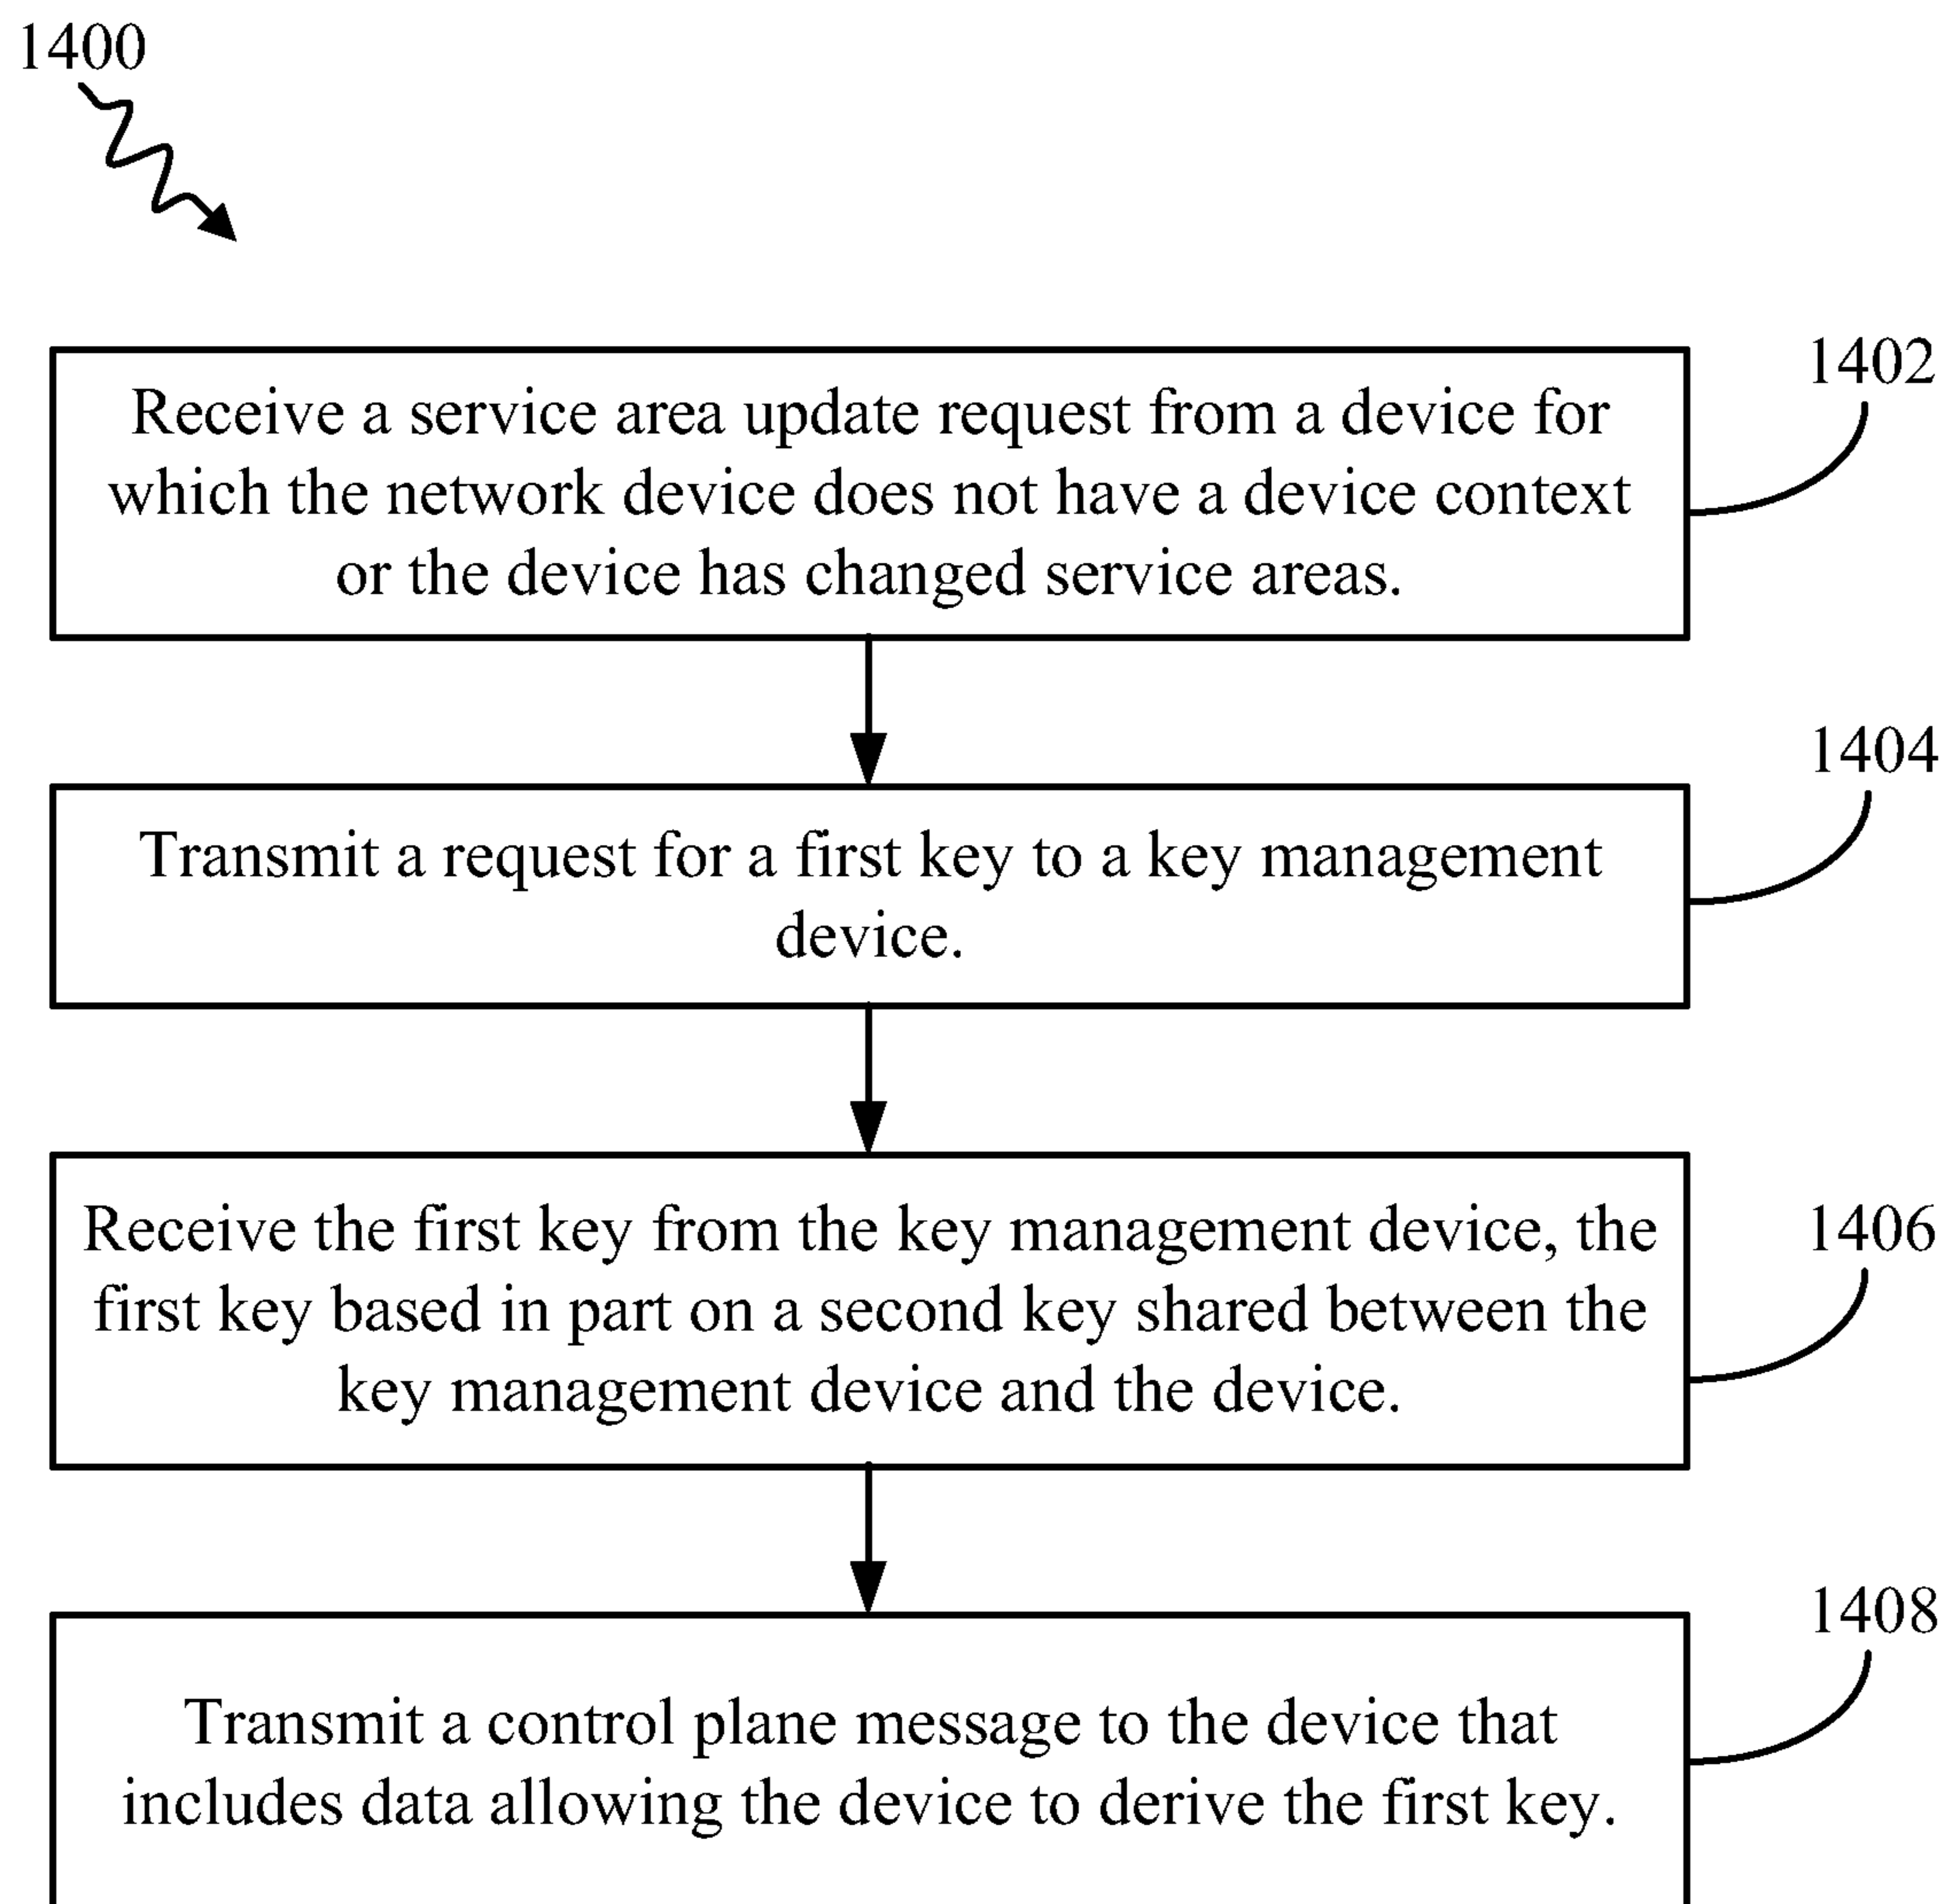 1400
1402
Receive a service area update request from a device for
which the network device does not have a device context
or the device has changed service areas.
1404
Transmit a request for a first key to a key management
device.
1406
Receive the first key from the key management device, the
first key based in part on a second key shared between the
key management device and the device.
1408
Transmit a control plane message to the device that
includes data allowing the device to derive the first key.